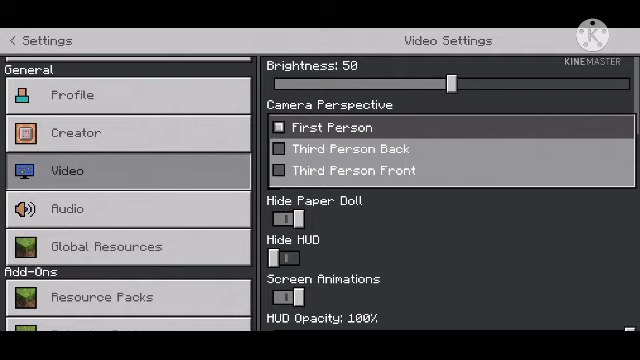 Settings
Video Settings
K
KINEMASTER
General
Profile
Creator
Video
Audio
Global Resources
Add-Ons
Resource Packs
Brightness: 50
Camera Perspective
First Person
Third Person Back
Third Person Front
Hide Paper Doll
Hide HUD
Screen Animations
HUD Opacity: 100%